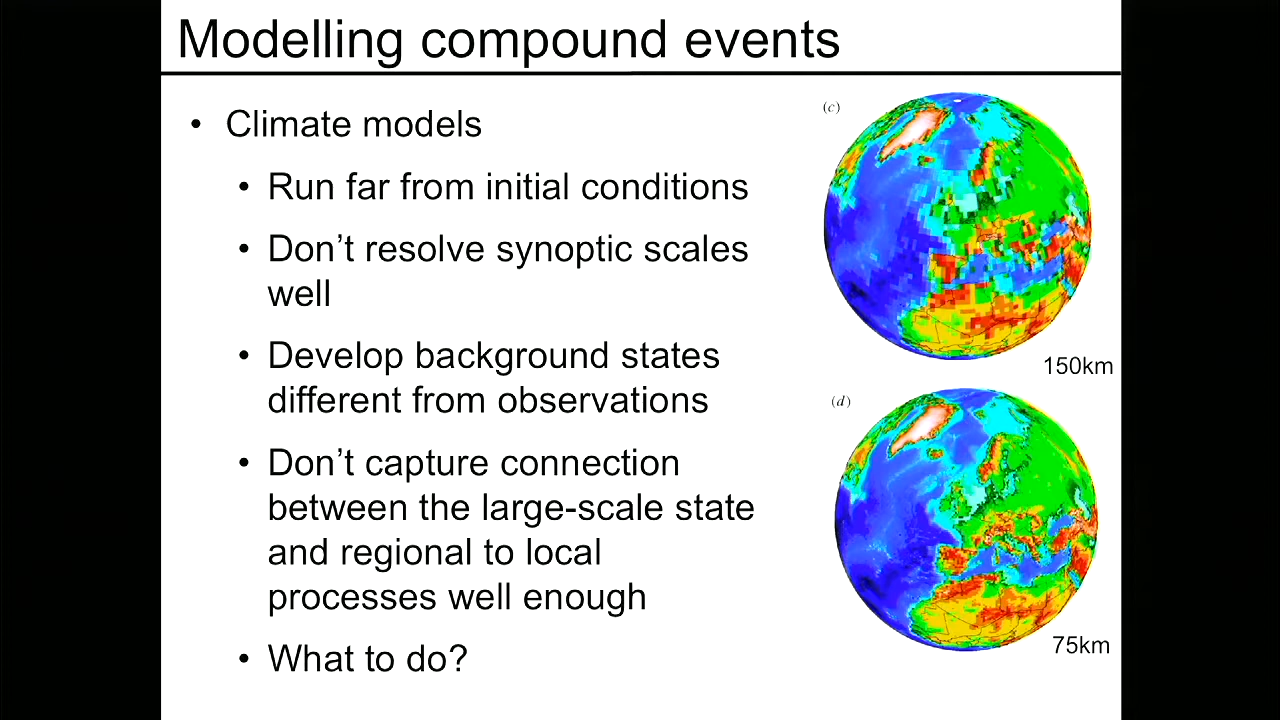 Modelling compound events
• Climate models
• Run far from initial conditions
• Don’t resolve synoptic scales
well
• Develop background states
different from observations
• Don’t capture connection
between the large-scale state
and regional to local
processes well enough
• What to do?
(c)
150km
(d)
75km